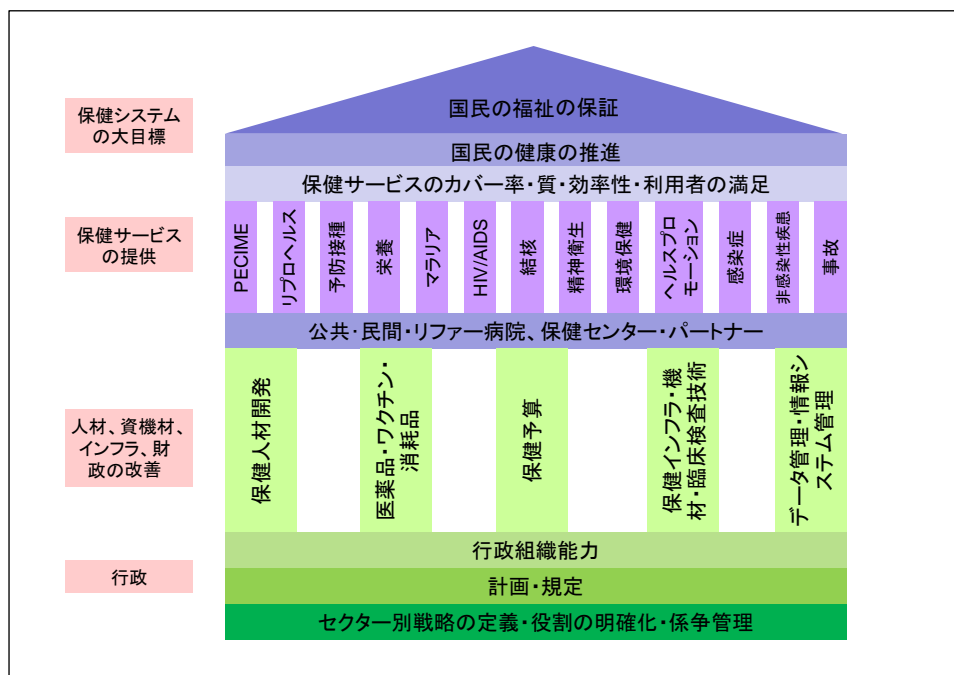 国民の福祉の保証
保健システム
の大目標
国民の健康の推進
保健サービスのカバー率・質・効率性・利用者の満足
保健サービス
の提供
PECIME
リプロヘルス
予防接種
栄養
マラリア
HIV/AIDS
結核
精神衛生
環境保健
ヘルスプロ
モーション
感染症
非感染性疾患
事故
公共・民間・リファー病院、保健センター・パートナー
人材、資機材、
インフラ、財
政の改善
保健人材開発
医薬品・ワクチン・
消耗品
保健予算
保健インフラ・機
材・臨床検査技術
データ管理・情報シ
ステム管理
行政組織能力
行政
計画・規定
セクター別戦略の定義・役割の明確化・係争管理